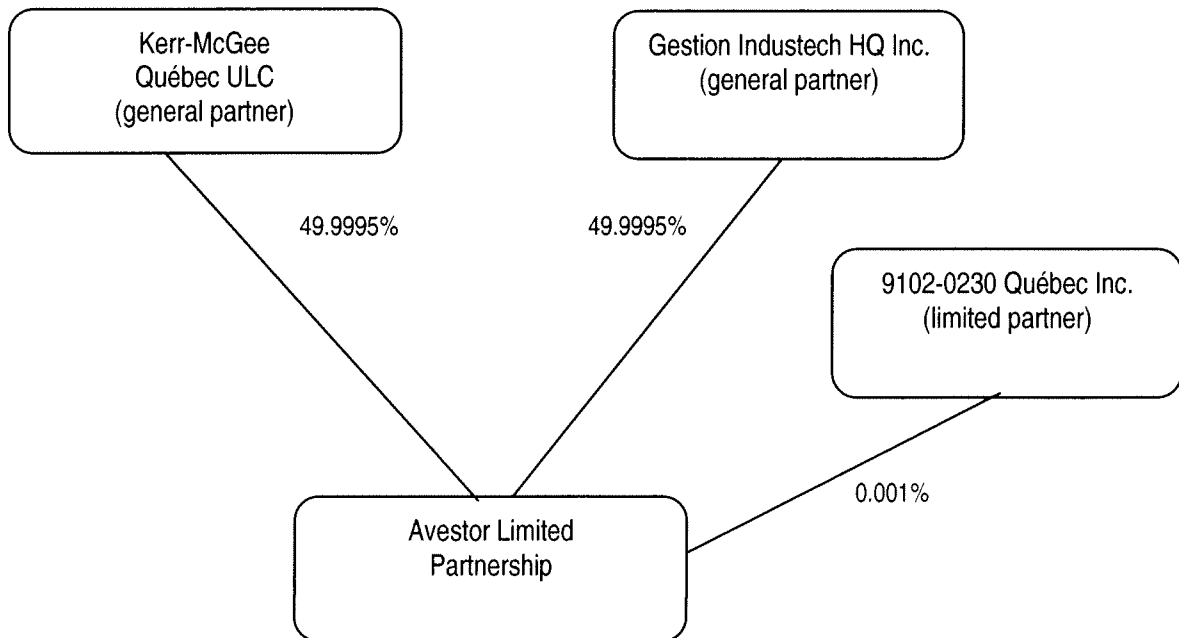 Kerr-McGee
Québec ULC
(general partner)
Gestion Industech HQ Inc.
(general partner)
49.9995%
49.9995%
9102-0230 Québec Inc.
(limited partner)
0.001%
Avestor Limited
Partnership